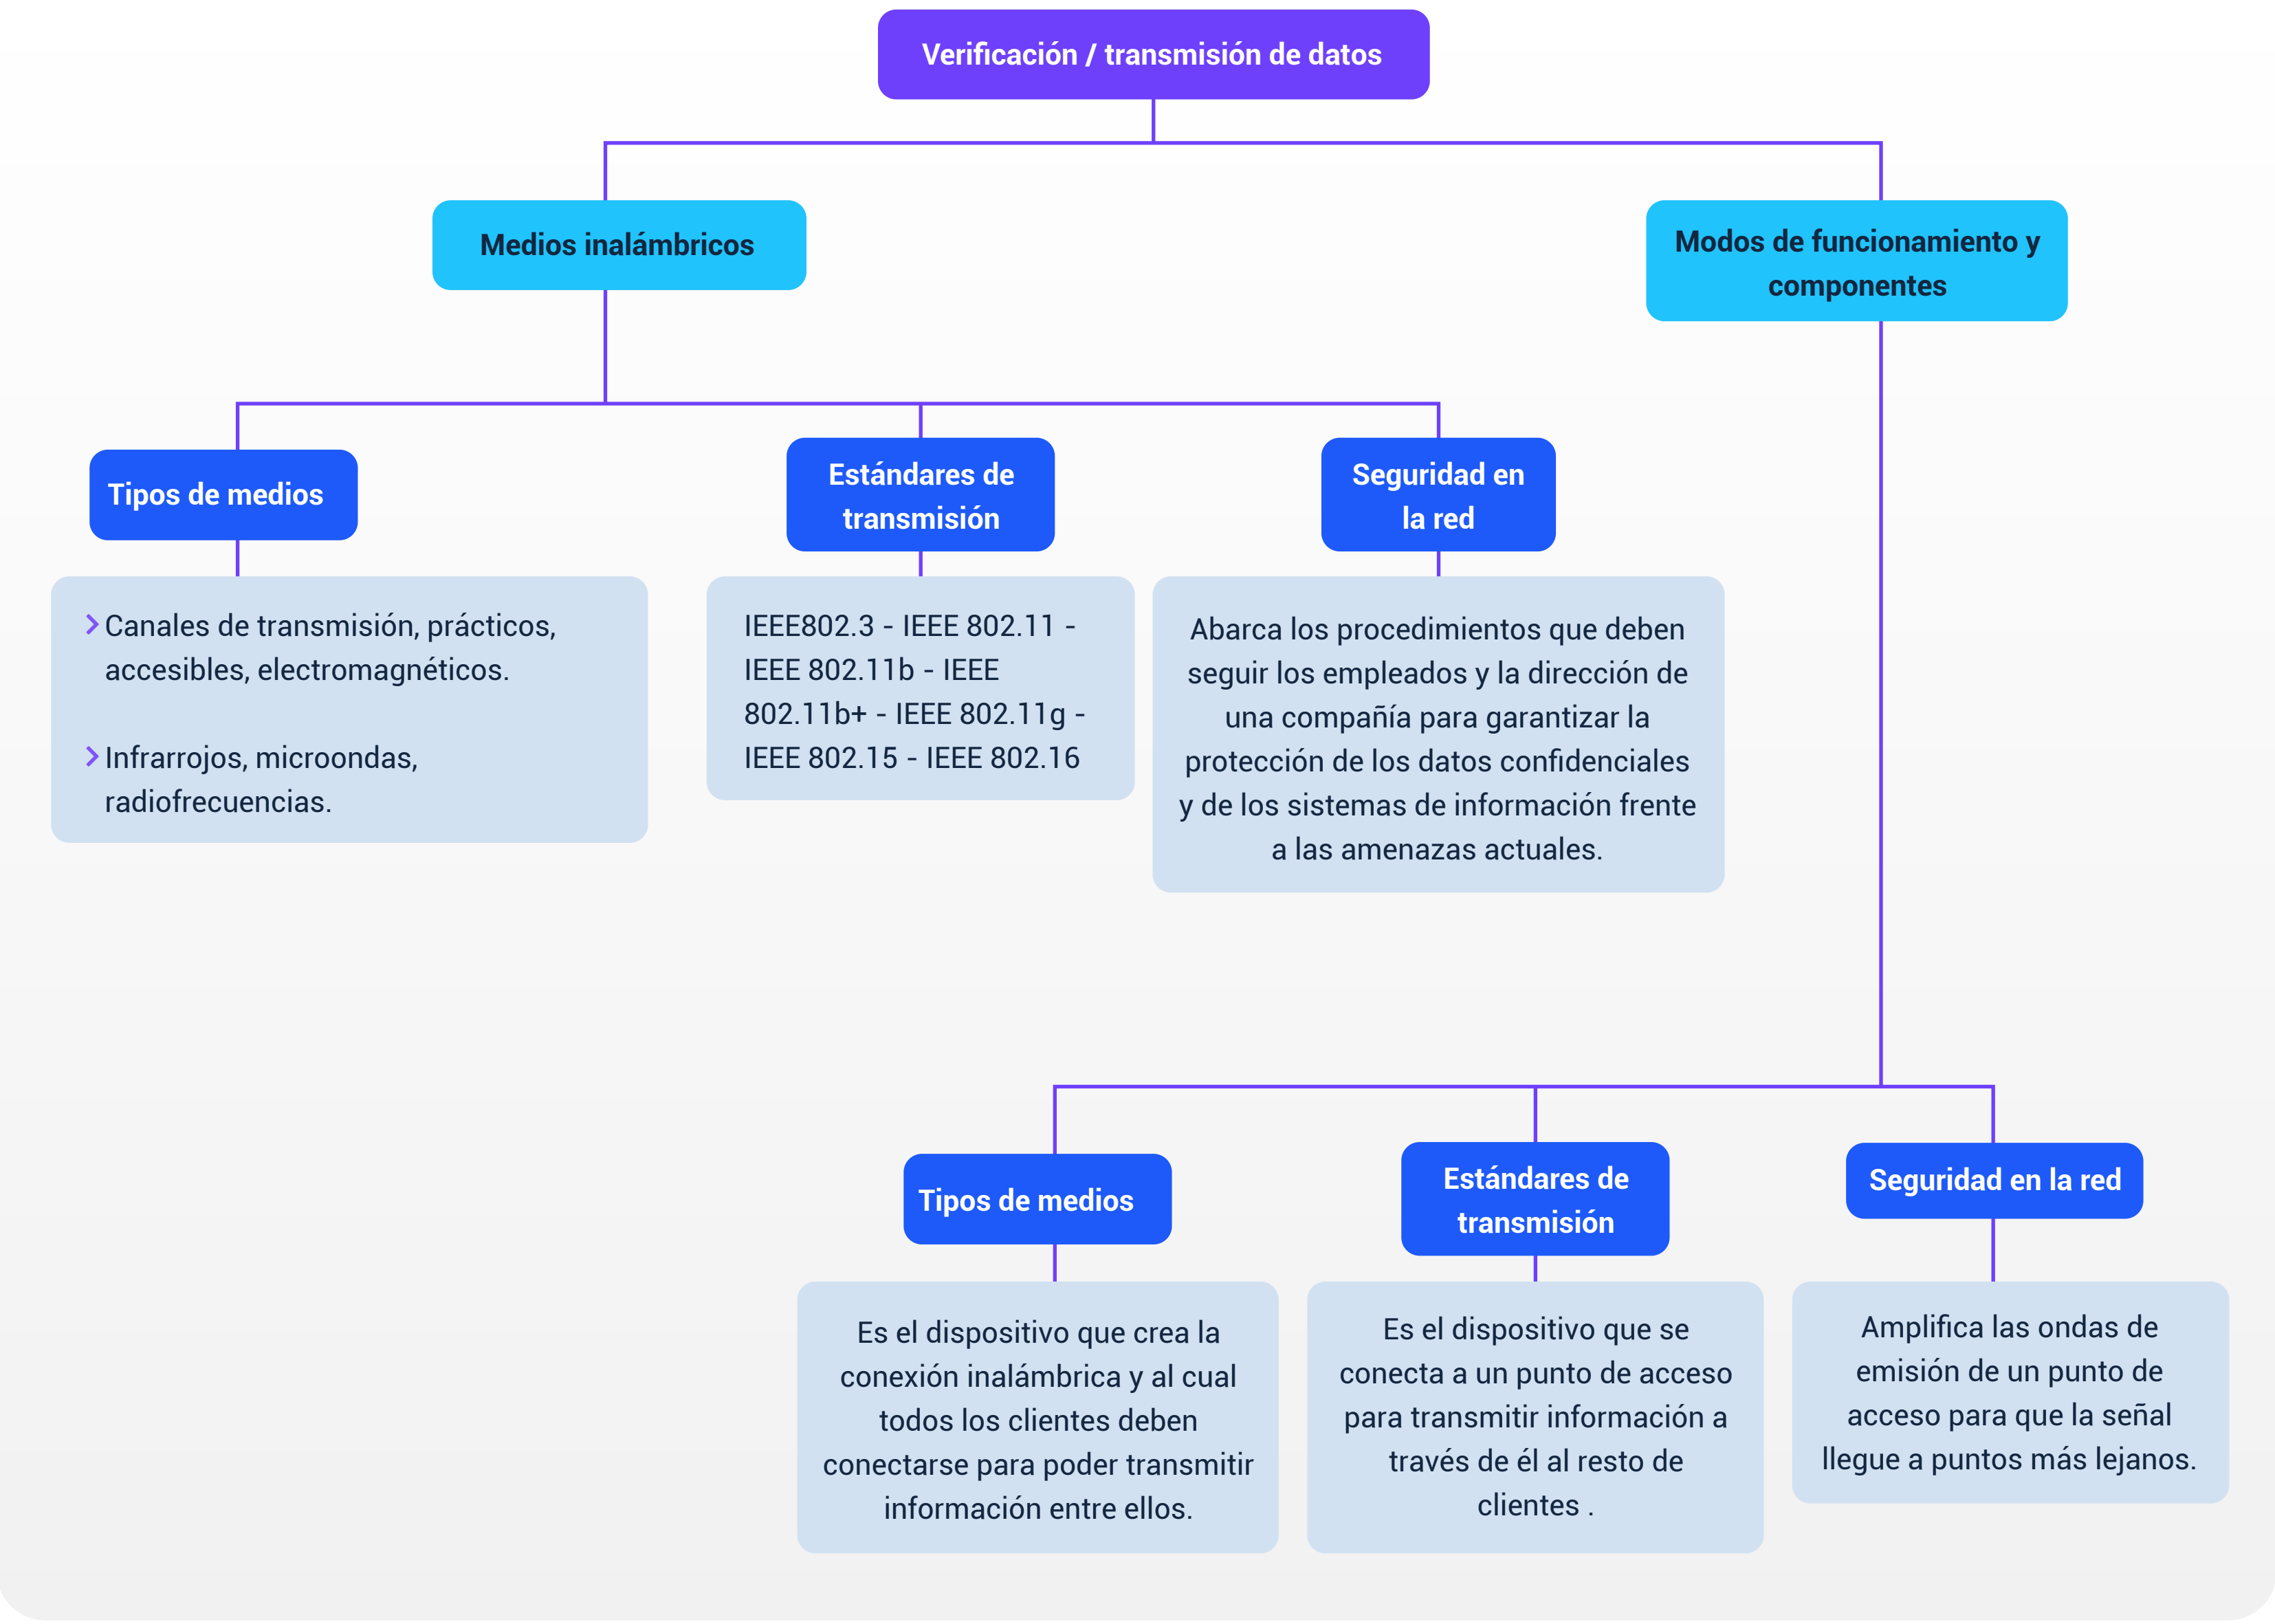 Verificación / transmisión de datos
Medios inalámbricos
Modos de funcionamiento y
componentes
Tipos de medios
Estándares de
transmisión
Seguridad en
la red
Canales de transmisión, prácticos,
accesibles, electromagnéticos.
Infrarrojos, microondas,
radiofrecuencias.
IEEE802.3 - IEEE 802.11 -
IEEE 802.11b - IEEE
802.11b+ - IEEE 802.11g -
IEEE 802.15 - IEEE 802.16
Abarca los procedimientos que deben
seguir los empleados y la dirección de
una compañía para garantizar la
protección de los datos confidenciales
y de los sistemas de información frente
a las amenazas actuales.
Tipos de medios
Estándares de
transmisión
Seguridad en la red
Es el dispositivo que crea la
conexión inalámbrica y al cual
todos los clientes deben
conectarse para poder transmitir
información entre ellos.
Es el dispositivo que se
conecta a un punto de acceso
para transmitir información a
través de él al resto de
clientes .
Amplifica las ondas de
emisión de un punto de
acceso para que la señal
llegue a puntos más lejanos.